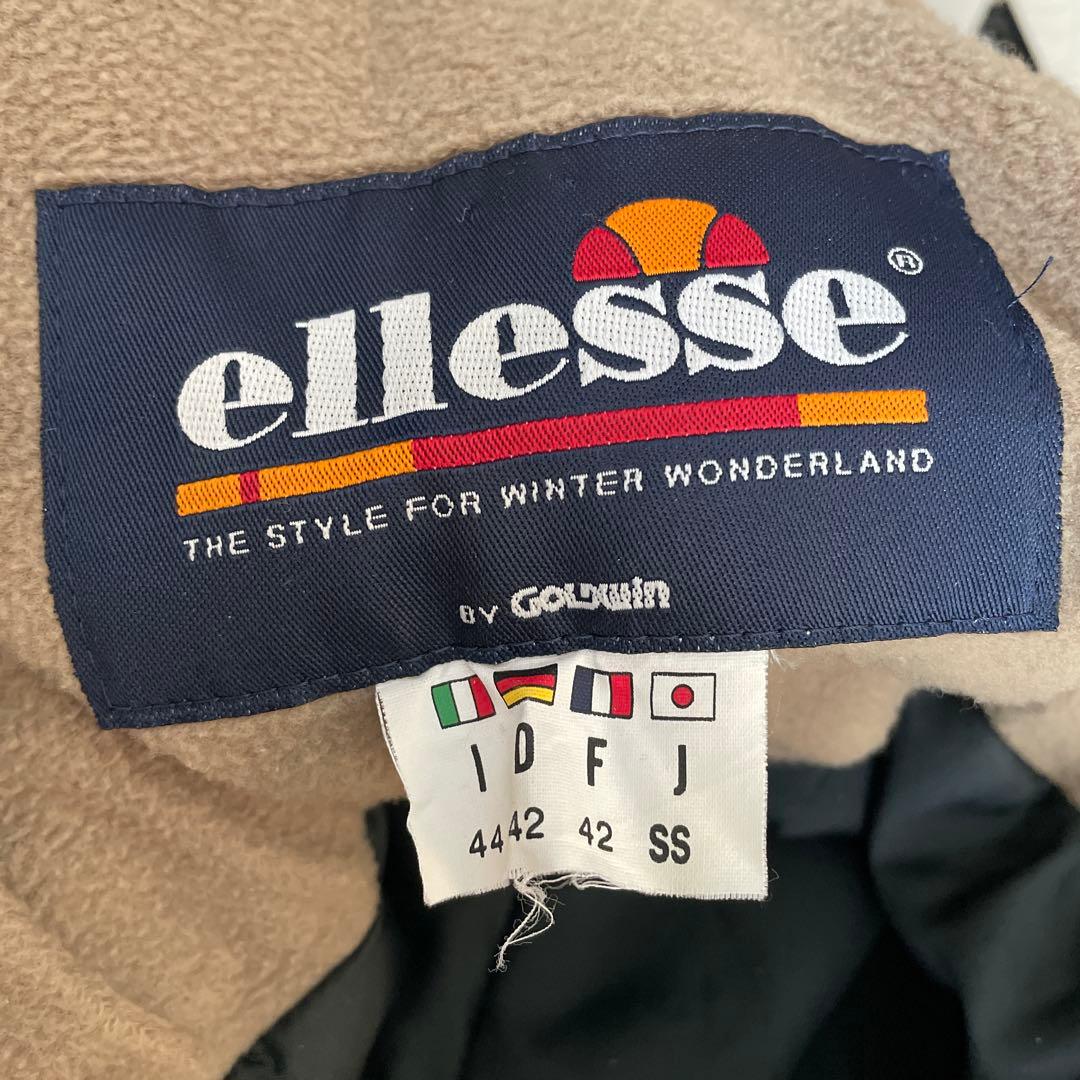 ellesse®
THE STYLE FOR WINTER WONDERLAND
BY GOLDWIN
I D F J
44 42 42 SS